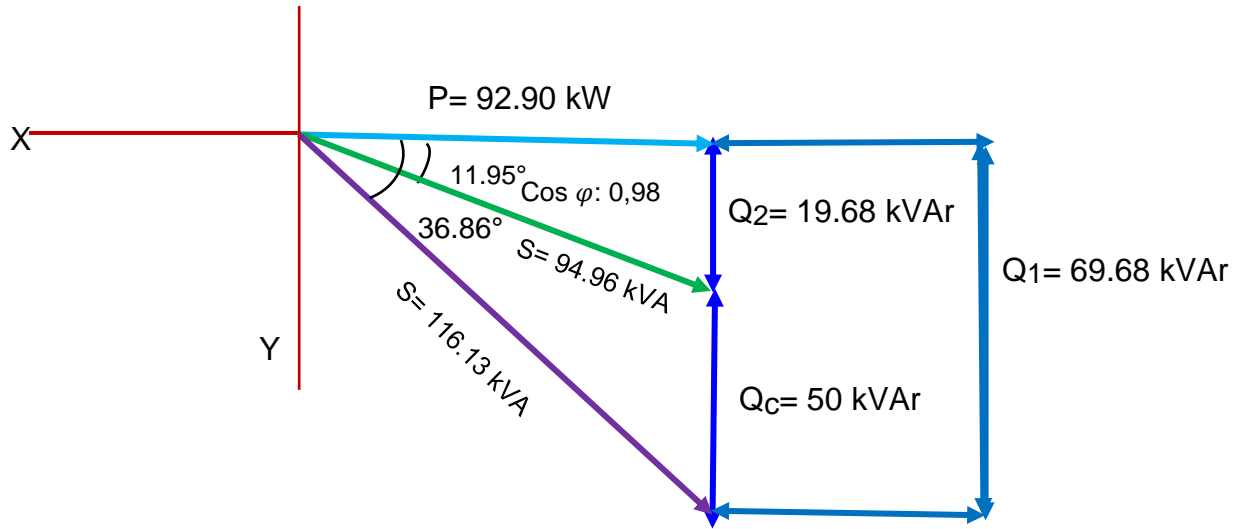 P= 92.90 kW
X
11.95°
Cos φ: 0,98
Q2= 19.68 kVAr
36.86°
S= 94.96 kVA
Q1= 69.68 kVAr
S= 116.13 kVA
Y
Qc= 50 kVAr